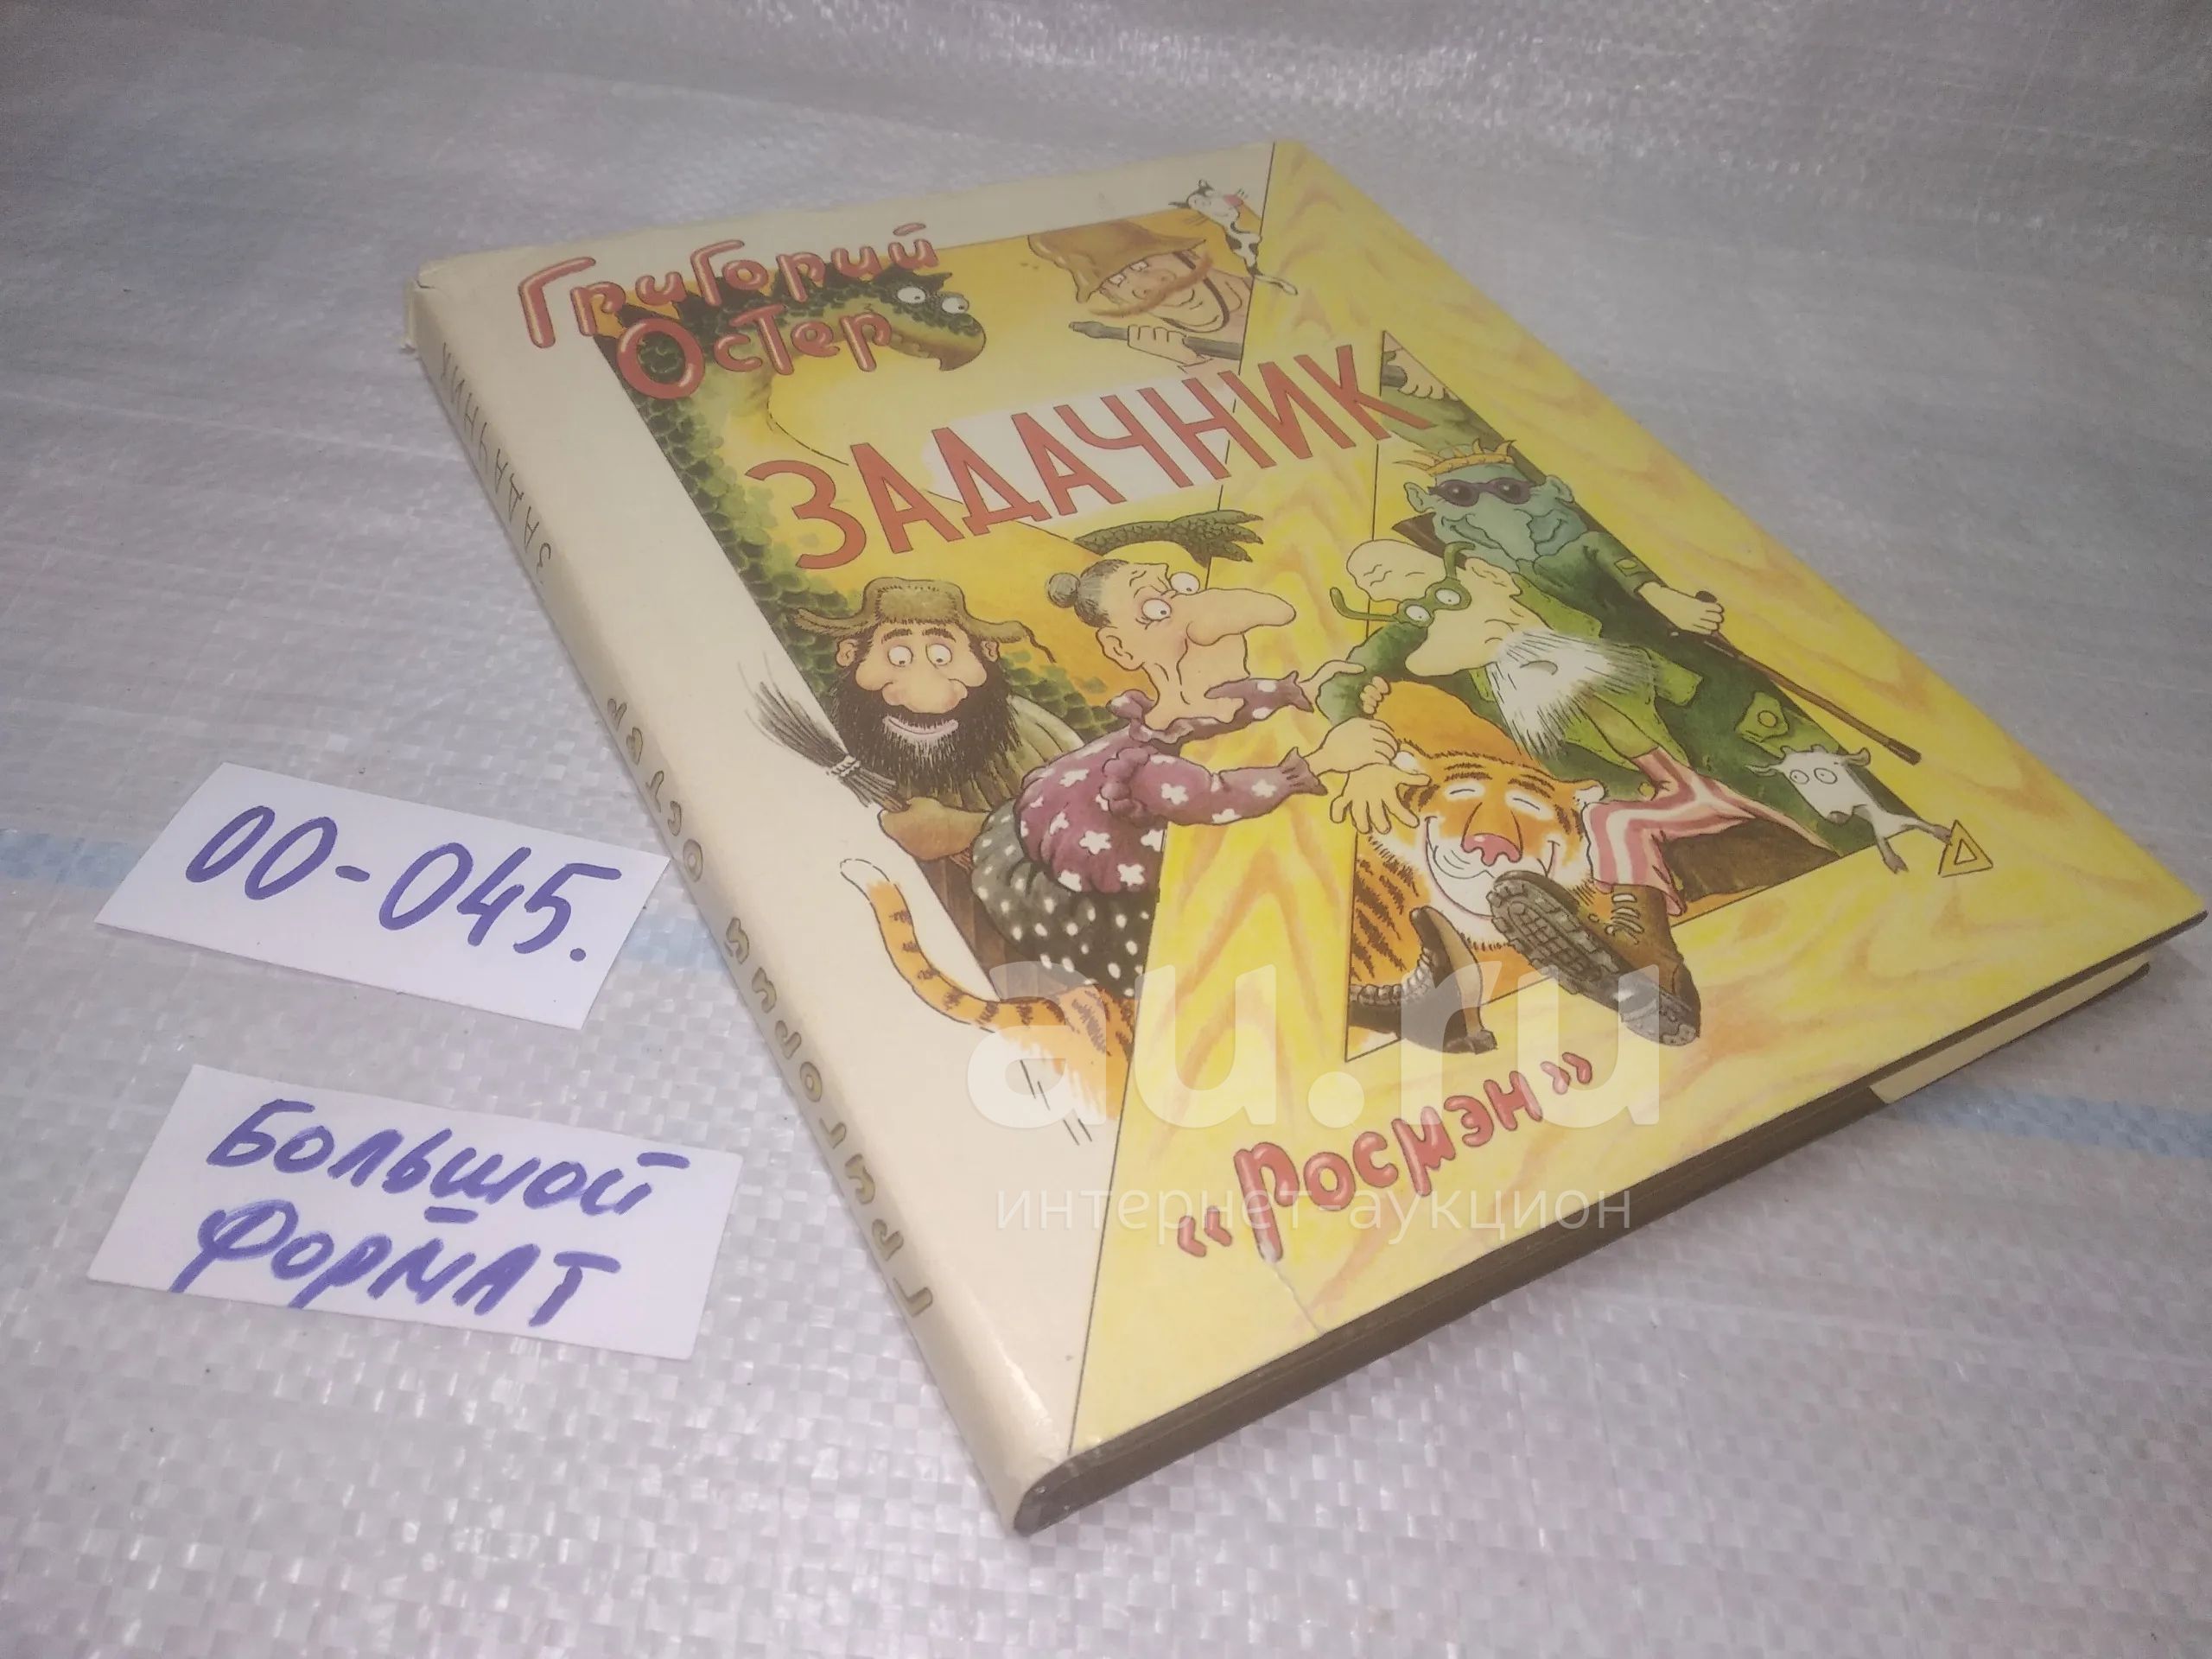 Григорий
Остер
ЗАДАЧНИК
«Росмэн»
ГРИГОРИЙ ОСТЕР ЗАДАЧНИК
00-045.
Большой
формат
au.ru
интернет-аукцион